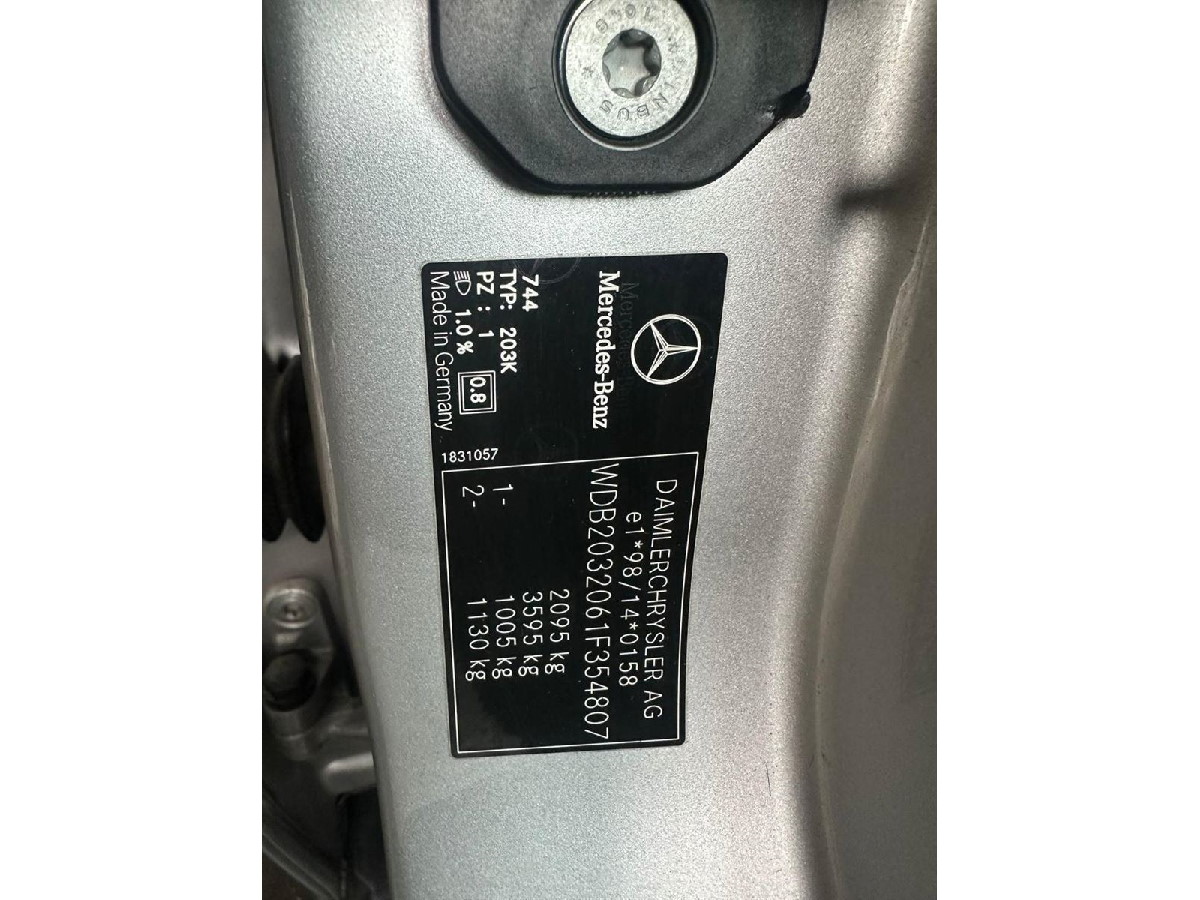 Mercedes-Benz
744
TYP: 203K
PZ : 1
1.0 % 0.8
Made in Germany
1831057
DAIMLERCHRYSLER AG
e1*98/14*0158
WDB2032061F354807
2095 kg
3595 kg
1- 1005 kg
2- 1130 kg